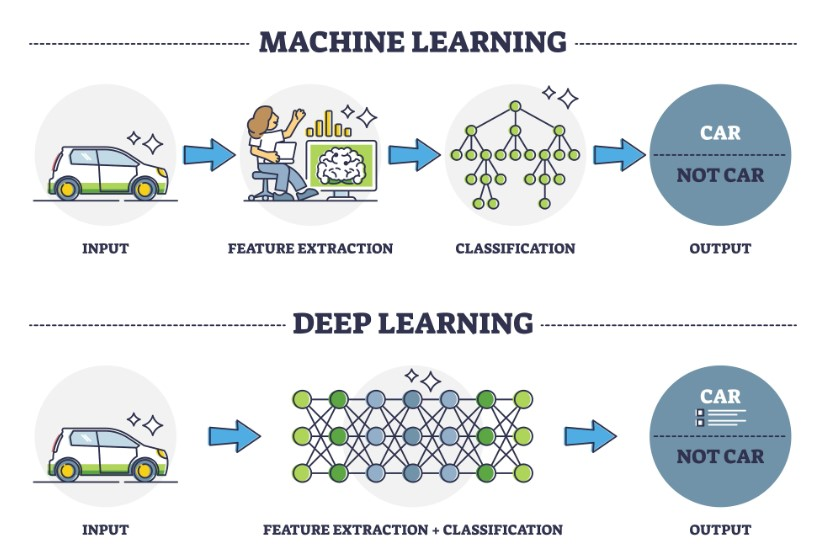 MACHINE LEARNING
CAR
NOT CAR
INPUT
FEATURE EXTRACTION
CLASSIFICATION
OUTPUT
DEEP LEARNING
CAR
NOT CAR
INPUT
FEATURE EXTRACTION + CLASSIFICATION
OUTPUT